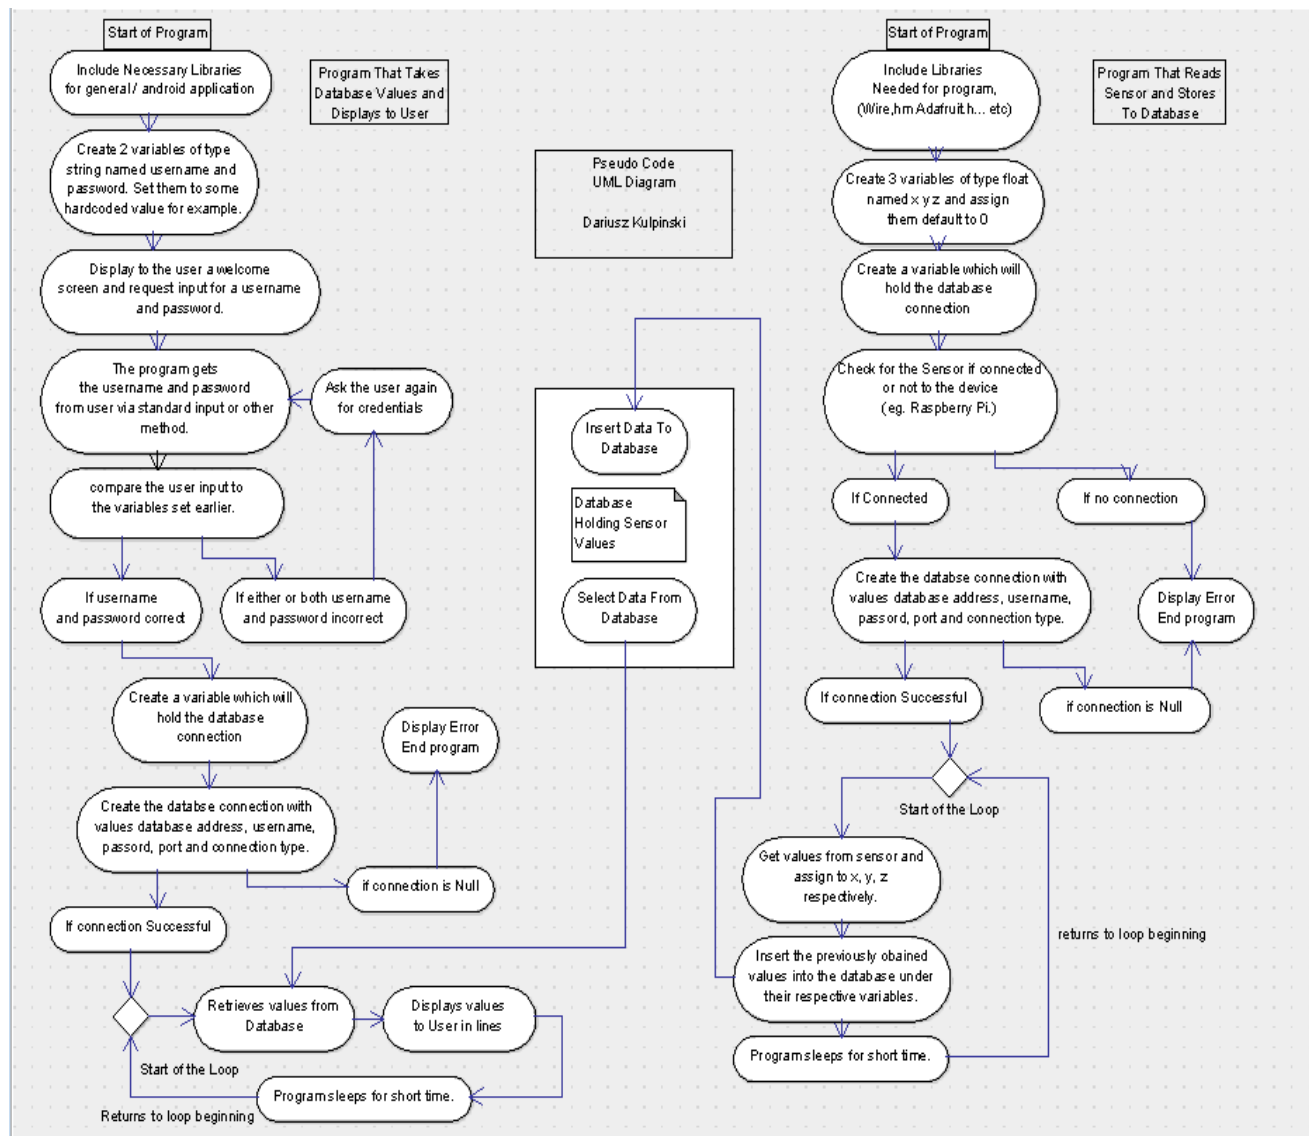 Start of Program
Include Necessary Libraries
for general / android application
Program That Takes
Database Values and
Displays to User
Create 2 variables of type
string named username and
password. Set them to some
hardcoded value for example.
Display to the user a welcome
screen and request input for a username
and password.
The program gets
the username and password
from user via standard input or other
method.
Ask the user again
for credentials
compare the user input to
the variables set earlier.
If username
and password correct
If either or both username
and password incorrect
Create a variable which will
hold the database
connection
Display Error
End program
Create the databse connection with
values database address, username,
passord, port and connection type.
if connection is Null
If connection Successful
Retrieves values from
Database
Displays values
to User in lines
Start of the Loop
Program sleeps for short time.
Returns to loop beginning
Pseudo Code
UML Diagram
Dariusz Kulpinski
Insert Data To
Database
Database
Holding Sensor
Values
Select Data From
Database
Start of Program
Include Libraries
Needed for program,
(Wire,hm Adafruit.h... etc)
Program That Reads
Sensor and Stores
To Database
Create 3 variables of type float
named x y z and assign
them default to 0
Create a variable which will
hold the database
connection
Check for the Sensor if connected
or not to the device
(eg. Raspberry Pi.)
If Connected
If no connection
Create the databse connection with
values database address, username,
passord, port and connection type.
Display Error
End program
If connection Successful
if connection is Null
Start of the Loop
Get values from sensor and
assign to x, y, z
respectively.
returns to loop beginning
Insert the previously obained
values into the database under
their respective variables.
Program sleeps for short time.